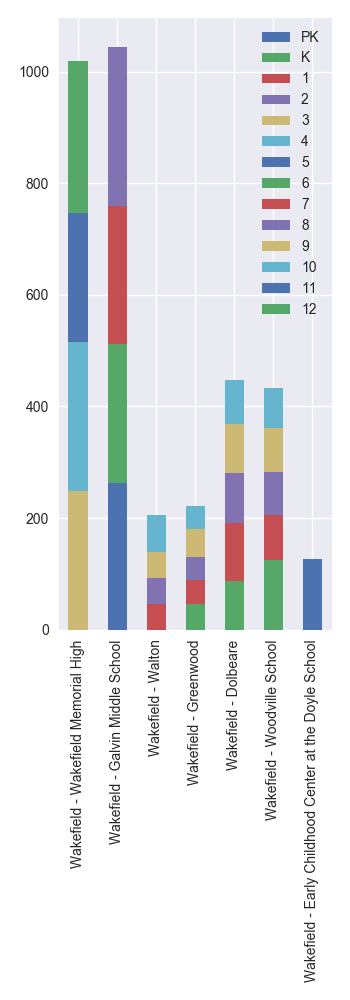 1000
800
600
400
200
0
PK
K
1
2
3
4
5
6
7
8
9
10
11
12
Wakefield - Wakefield Memorial High
Wakefield - Galvin Middle School
Wakefield - Walton
Wakefield - Greenwood
Wakefield - Dolbeare
Wakefield - Woodville School
Wakefield - Early Childhood Center at the Doyle School